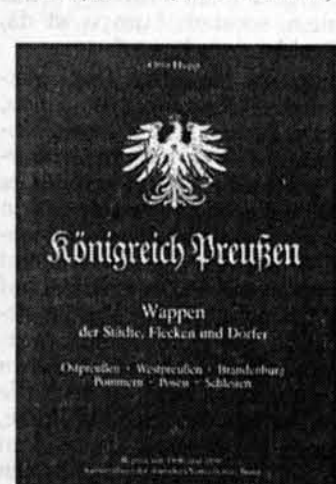 Otto Hupp
Königreich Preußen
Wappen
der Städte, Flecken und Dörfer
Ostpreußen · Westpreußen · Brandenburg
Pommern · Posen · Schlesien